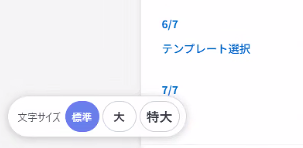 6/7
テンプレート選択
7/7
文字サイズ 標準 大 特大